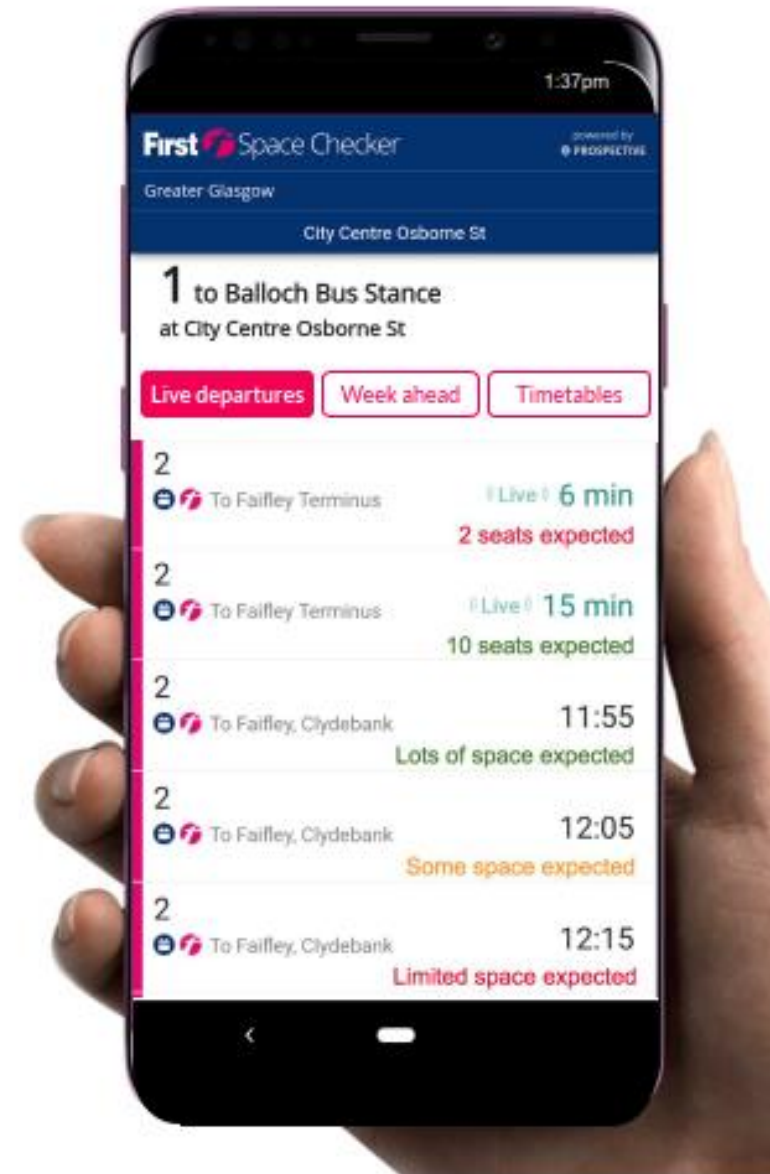 1:37pm
First Space Checker
powered by
PROSPECTIVE
Greater Glasgow
City Centre Osborne St
1 to Balloch Bus Stance
at City Centre Osborne St
Live departures Week ahead Timetables
2
To Faifley Terminus Live 6 min
2 seats expected
2
To Faifley Terminus Live 15 min
10 seats expected
2
To Faifley, Clydebank 11:55
Lots of space expected
2
To Faifley, Clydebank 12:05
Some space expected
2
To Faifley, Clydebank 12:15
Limited space expected